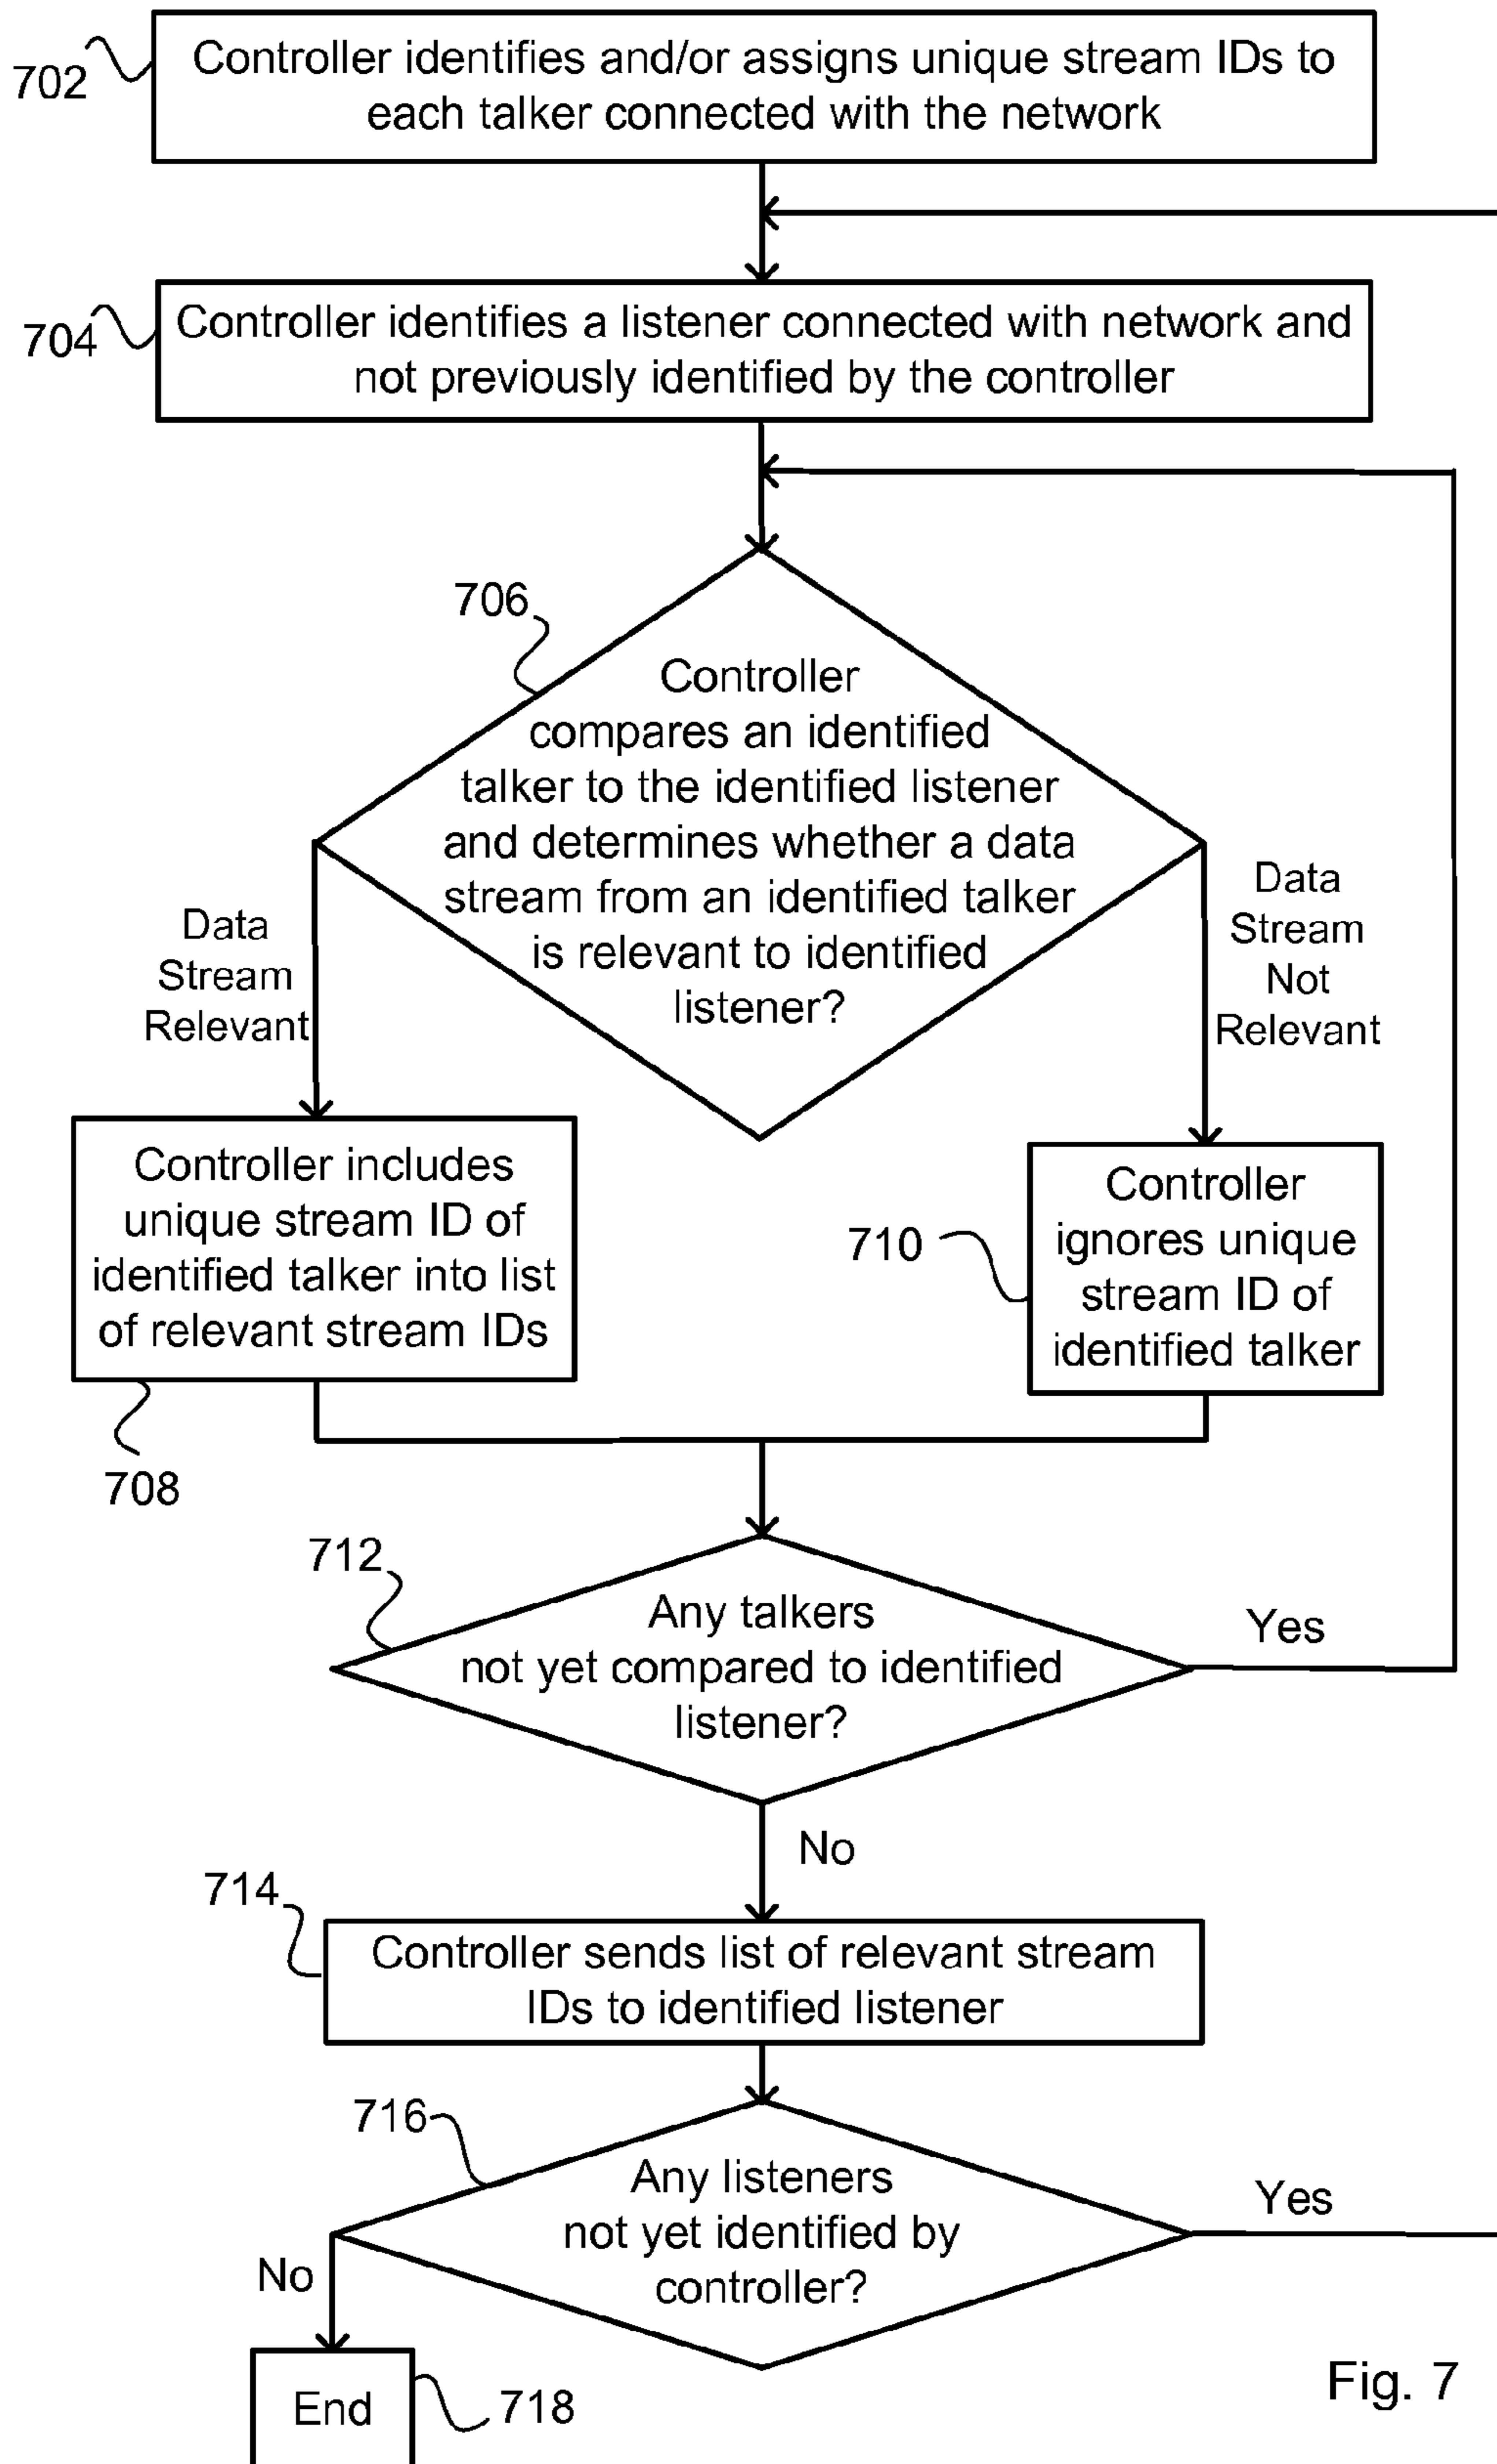 702
Controller identifies and/or assigns unique stream IDs to
each talker connected with the network
704
Controller identifies a listener connected with network and
not previously identified by the controller
706
Controller
compares an identified
talker to the identified listener
and determines whether a data
stream from an identified talker
is relevant to identified
listener?
Data
Stream
Relevant
Data
Stream
Not
Relevant
Controller includes
unique stream ID of
identified talker into list
of relevant stream IDs
708
710
Controller
ignores unique
stream ID of
identified talker
712
Any talkers
not yet compared to identified
listener?
Yes
No
714
Controller sends list of relevant stream
IDs to identified listener
716
Any listeners
not yet identified by
controller?
Yes
No
End
718
Fig. 7